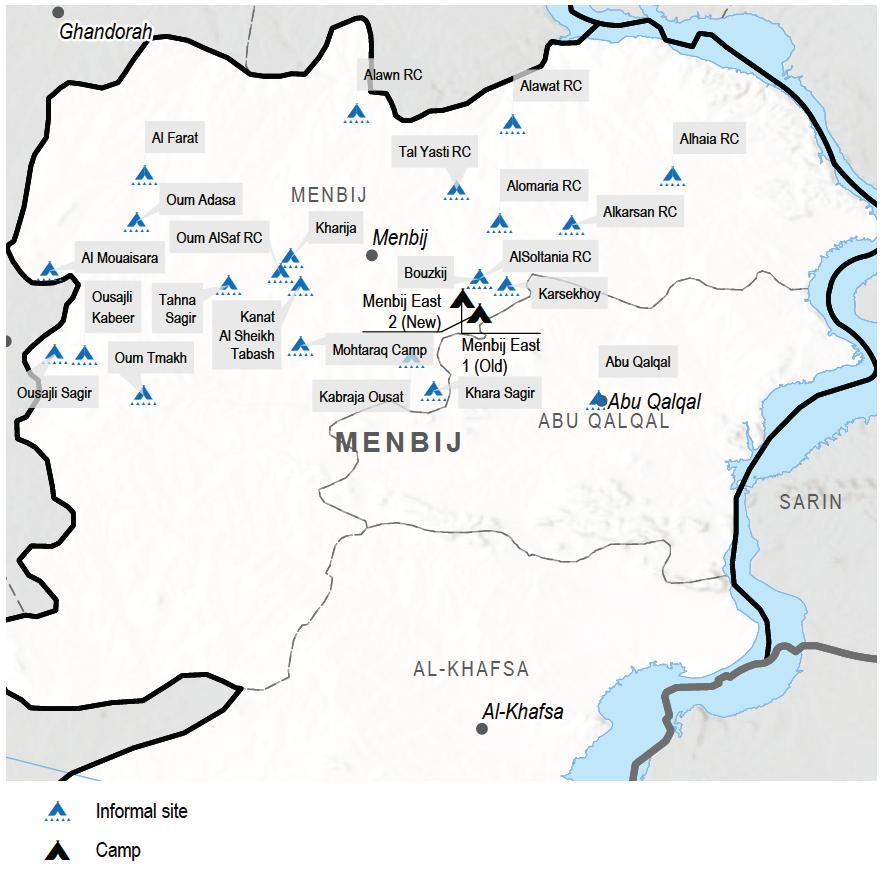 Ghandorah
Alawn RC
Alawat RC
Al Farat
Tal Yasti RC
Alhaia RC
MENBIJ
Alomaria RC
Oum Adasa
Alkarsan RC
Kharija
Oum AlSaf RC
Menbij
Al Mouaisara
AlSoltania RC
Bouzkij
Ousajli
Kabeer
Tahna
Sagir
Karsekhoy
Menbij East
2 (New)
Kanat
Al Sheikh
Tabash
Menbij East
1 (Old)
Mohtaraq Camp
Oum Tmakh
Abu Qalqal
Ousajli Sagir
Kabraja Ousat
Khara Sagir
Abu Qalqal
ABU QALQAL
MENBIJ
SARIN
AL-KHAFSA
Al-Khafsa
Informal site
Camp